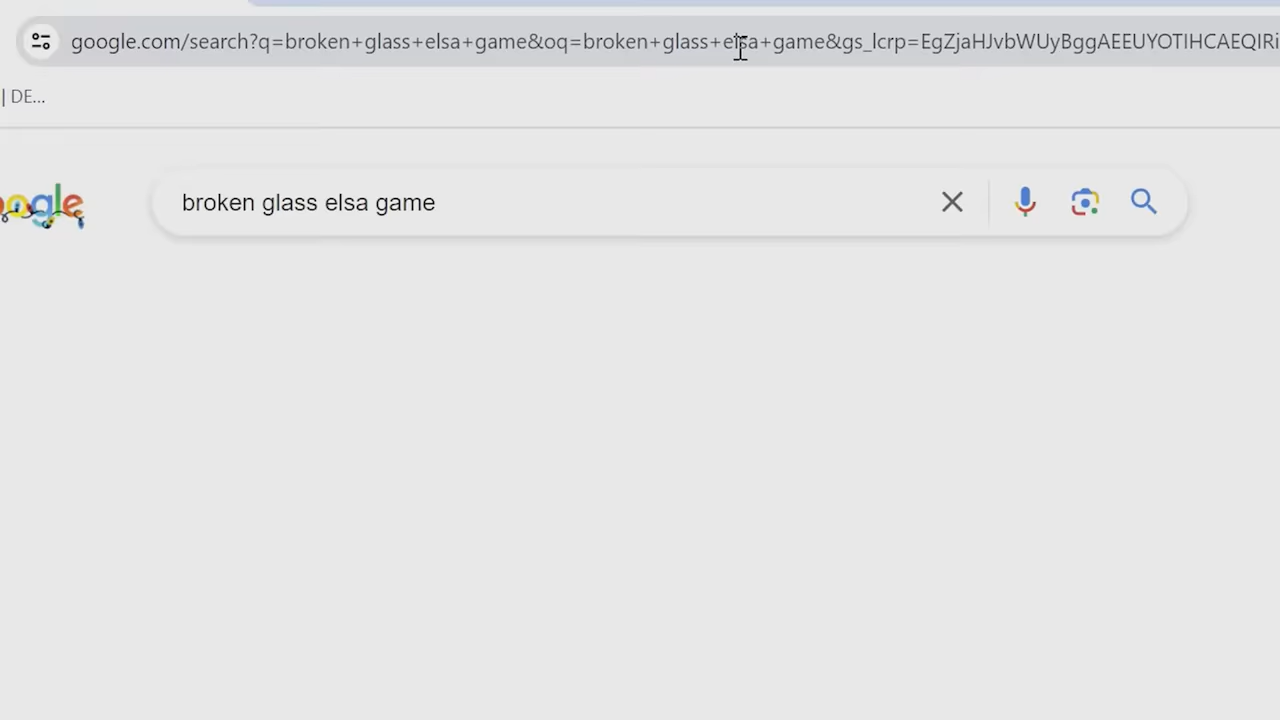 google.com/search?q=broken+glass+elsa+game&oq=broken+glass+elsa+game&gs_lcrp=EgZjaHJvbWUyBggAEEUYOTIHCAEQIRi
| DE...
oogle
broken glass elsa game